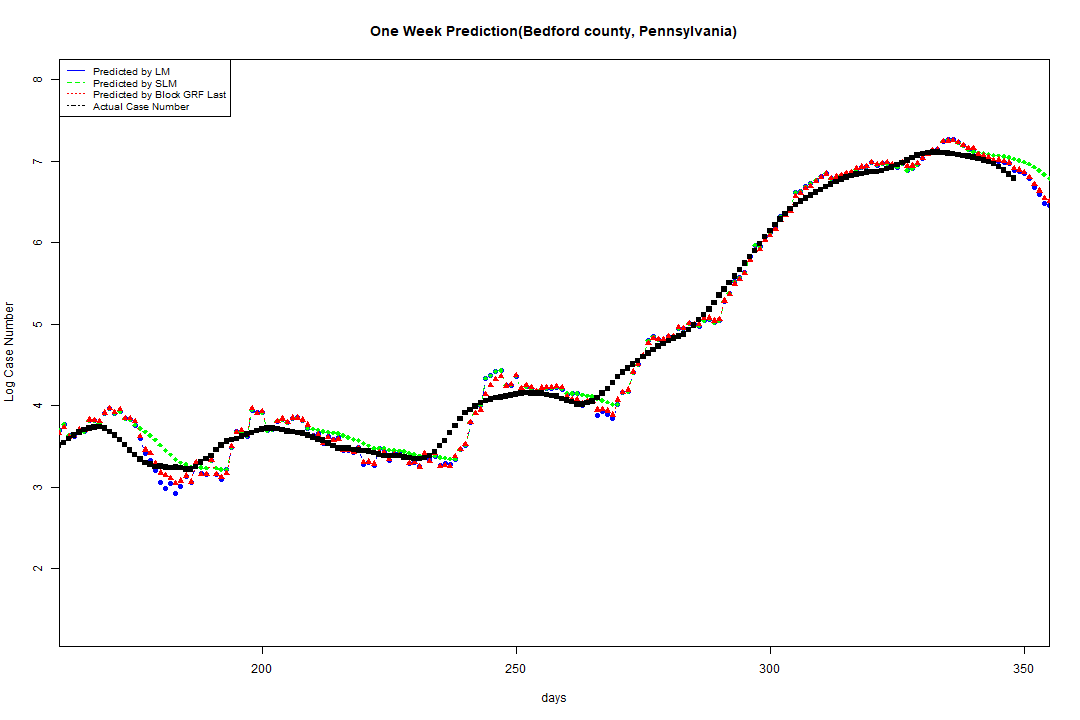 One Week Prediction(Bedford county, Pennsylvania)
Predicted by LM
Predicted by SLM
Predicted by Block GRF Last
Actual Case Number
8
7
6
5
4
3
2
Log Case Number
200
250
300
350
days